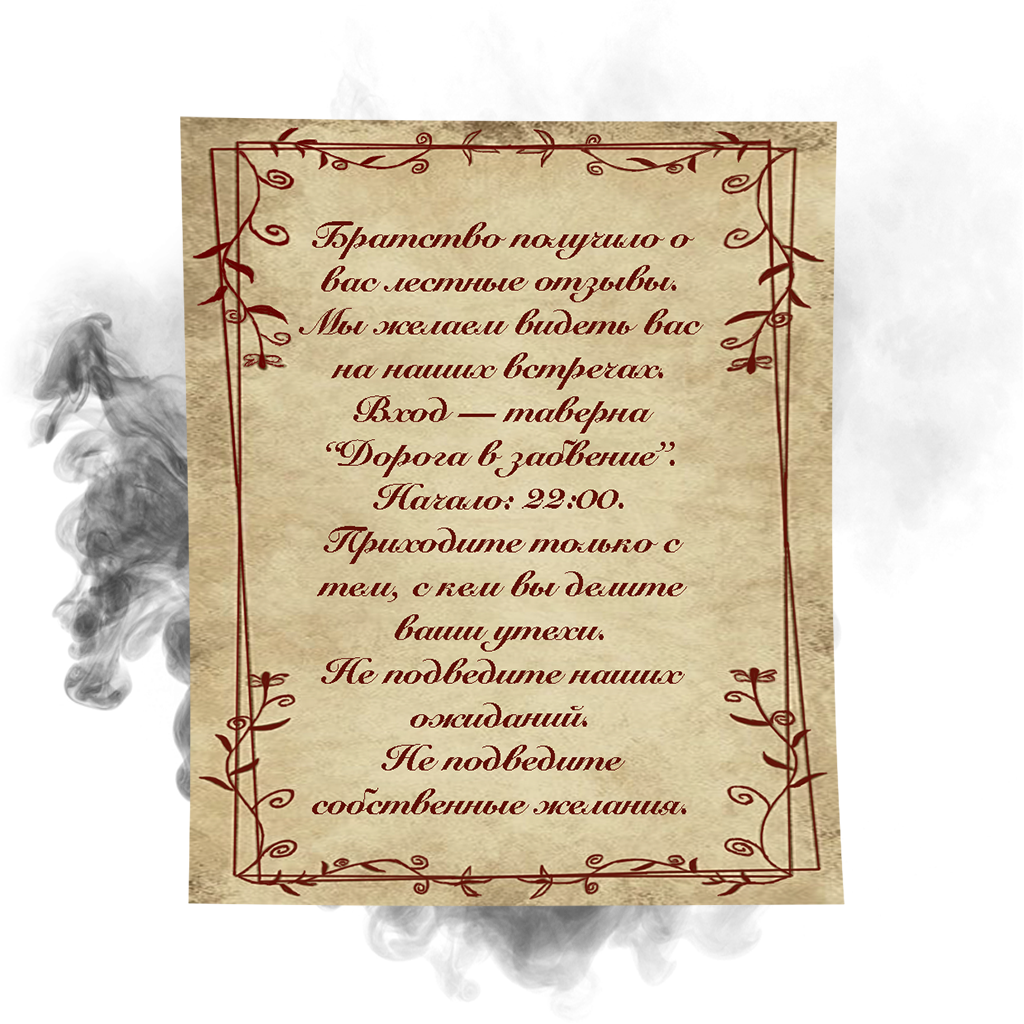 Братство получило о
вас лестные отзывы.
Мы желаем видеть вас
на наших встречах.
Вход — таверна
“Дорога в забвение”.
Начало: 22:00.
Приходите только с
тем, с кем вы делите
ваши утехи.
Не подведите наших
ожиданий.
Не подведите
собственные желания.